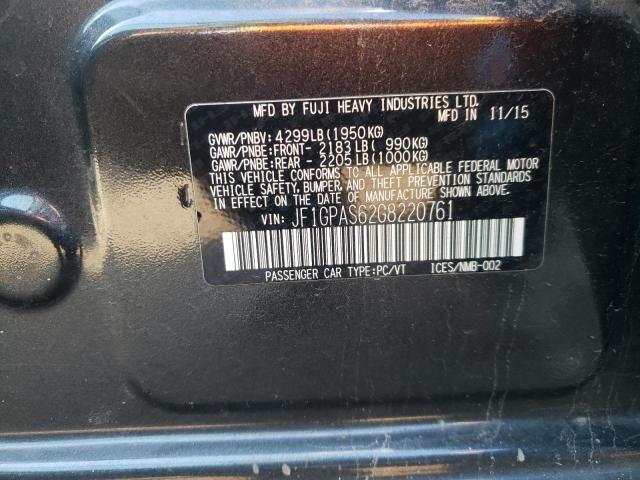 MFD BY FUJI HEAVY INDUSTRIES LTD.
MFD IN 11/15
GVWR/PNBV: 4299LB(1950KG)
GAWR/PNBE:FRONT- 2183LB( 990KG)
GAWR/PNBE:REAR - 2205LB(1000KG)
THIS VEHICLE CONFORMS TO ALL APPLICABLE FEDERAL MOTOR
VEHICLE SAFETY, BUMPER, AND THEFT PREVENTION STANDARDS
IN EFFECT ON THE DATE OF MANUFACTURE SHOWN ABOVE.
VIN: JF1GPAS62G8220761
PASSENGER CAR TYPE:PC/VT ICES/NMB-002